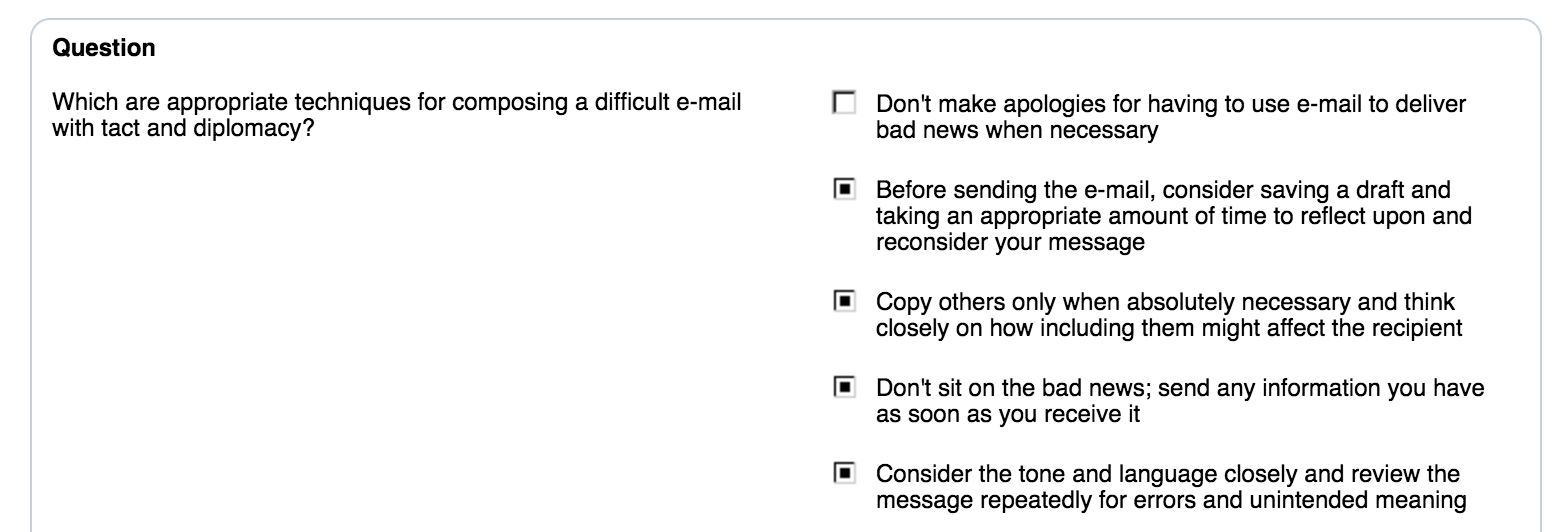 Question
Which are appropriate techniques for composing a difficult e-mail
with tact and diplomacy?
Don't make apologies for having to use e-mail to deliver
bad news when necessary
Before sending the e-mail, consider saving a draft and
taking an appropriate amount of time to reflect upon and
reconsider your message
Copy others only when absolutely necessary and think
closely on how including them might affect the recipient
Don't sit on the bad news; send any information you have
as soon as you receive it
Consider the tone and language closely and review the
message repeatedly for errors and unintended meaning